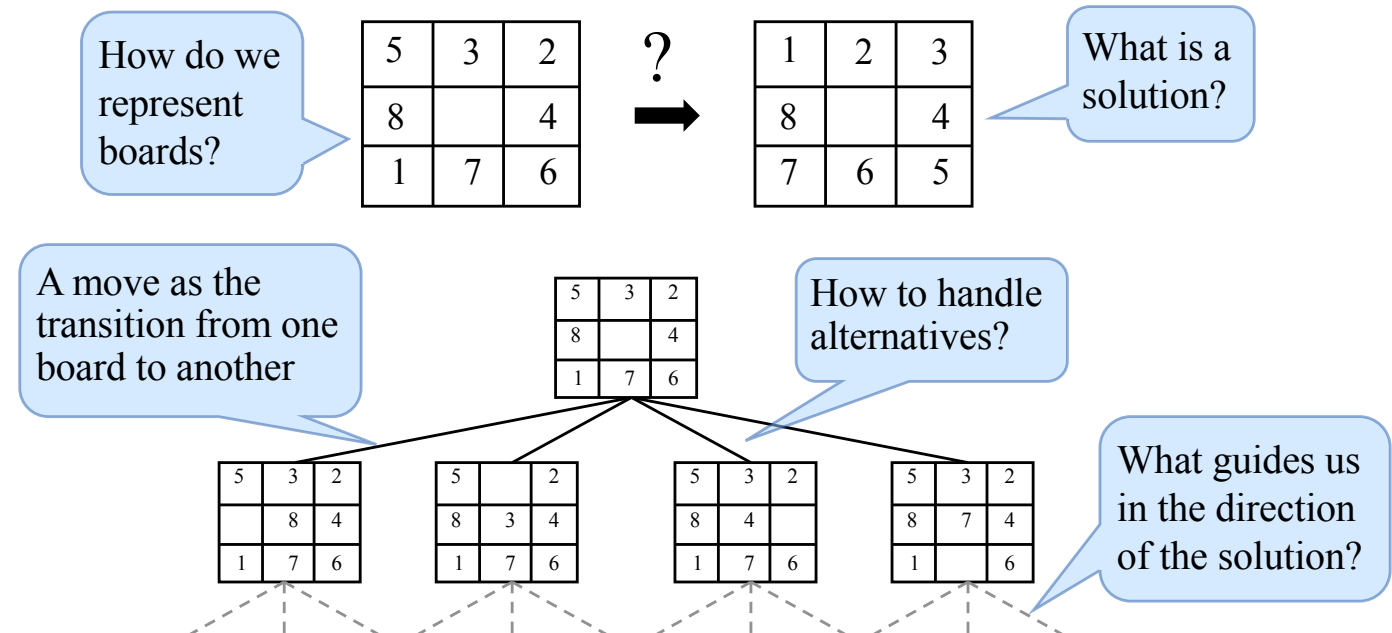 How do we
represent
boards?
5 3 2
8 4
1 7 6
?
1 2 3
8 4
7 6 5
What is a
solution?
A move as the
transition from one
board to another
5 3 2
8 4
1 7 6
How to handle
alternatives?
5 3 2
8 4
1 7 6
5 2
8 3 4
1 7 6
5 3 2
8 4
1 7 6
5 3 2
8 7 4
1 6
What guides us
in the direction
of the solution?